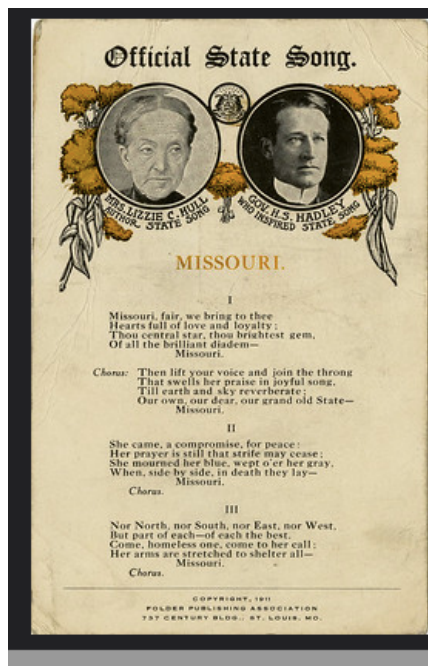 Official State Song.
MRS. LIZZIE C. HULL
AUTHOR STATE SONG
GOV. H.S. HADLEY
WHO INSPIRED STATE SONG
MISSOURI.
I
Missouri, fair, we bring to thee
Hearts full of love and loyalty;
Thou central star, thou brightest gem,
Of all the brilliant diadem—
Missouri.
Chorus: Then lift your voice and join the throng
That swells her praise in joyful song,
Till earth and sky reverberate;
Our own, our dear, our grand old State—
Missouri.
II
She came, a compromise, for peace:
Her prayer is still that strife may cease;
She mourned her blue, wept o'er her gray,
When, side by side, in death they lay—
Missouri.
Chorus.
III
Nor North, nor South, nor East, nor West,
But part of each—of each the best,
Come, homeless one, come to her call;
Her arms are stretched to shelter all—
Missouri.
Chorus.
COPYRIGHT, 1911
FOLDER PUBLISHING ASSOCIATION
737 CENTURY BLDG., ST. LOUIS, MO.